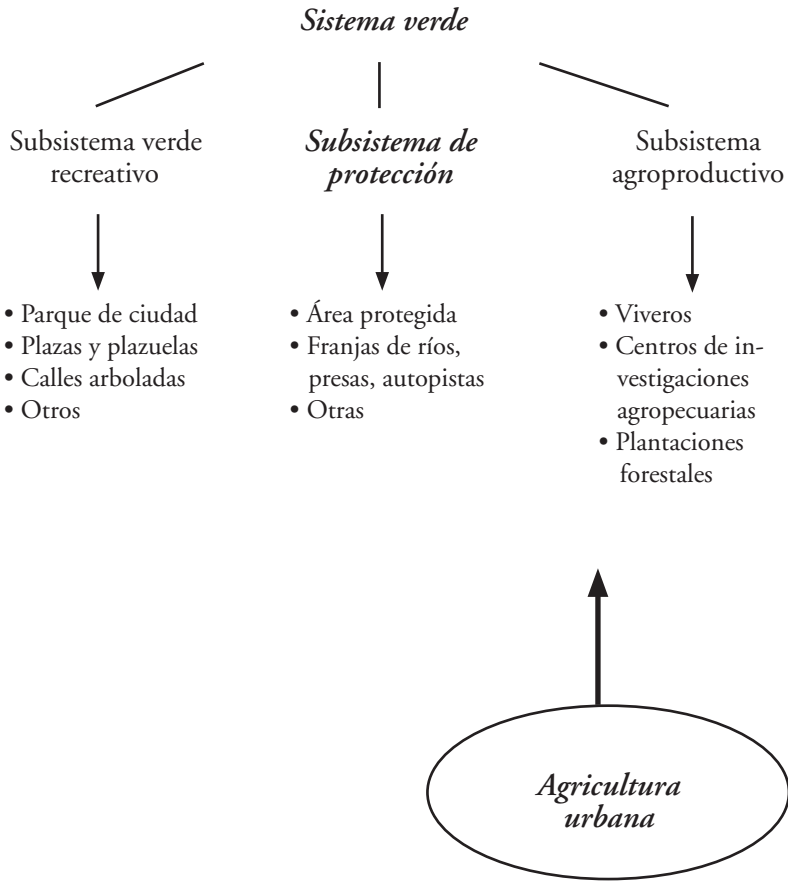 Sistema verde
Subsistema verde
recreativo
Subsistema de
protección
Subsistema
agroproductivo
• Parque de ciudad
• Plazas y plazuelas
• Calles arboladas
• Otros
• Área protegida
• Franjas de ríos,
presas, autopistas
• Otras
• Viveros
• Centros de in-
vestigaciones
agropecuarias
• Plantaciones
forestales
Agricultura
urbana